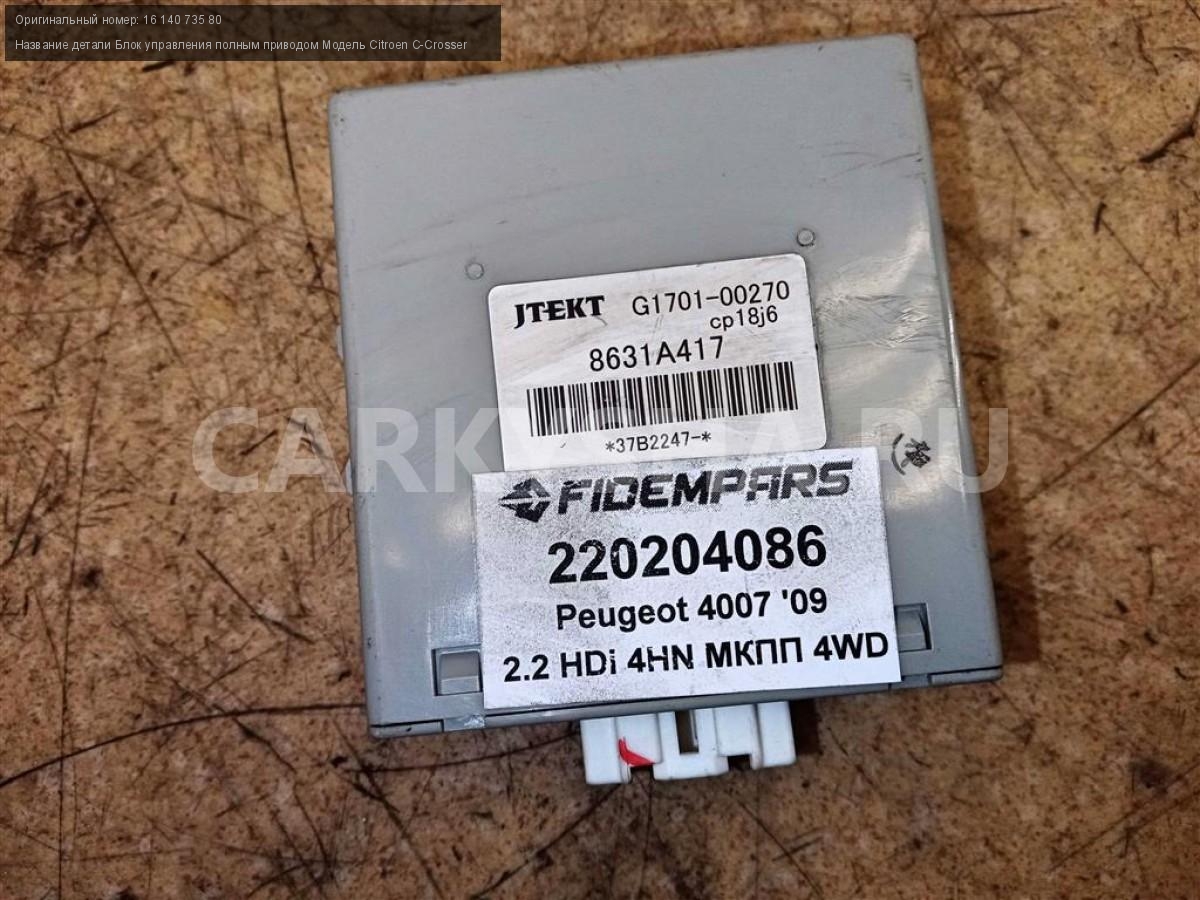 Оригинальный номер: 16 140 735 80
Название детали Блок управления полным приводом Модель Citroen C-Crosser
JTEKT G1701-00270
cp18j6
8631A417
*37B2247-*
FIDEMPARS
220204086
Peugeot 4007 '09
2.2 HDi 4HN МКПП 4WD